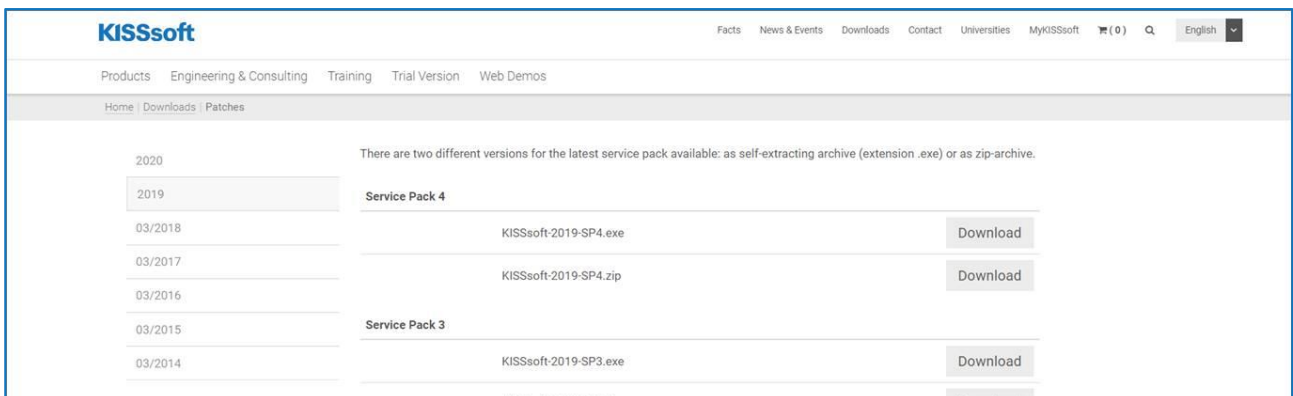 KISSsoft
Facts News & Events Downloads Contact Universities MyKISSsoft ( 0 ) English
Products Engineering & Consulting Training Trial Version Web Demos
Home | Downloads | Patches
There are two different versions for the latest service pack available: as self-extracting archive (extension .exe) or as zip-archive.
2020
2019
03/2018
03/2017
03/2016
03/2015
03/2014
Service Pack 4
KISSsoft-2019-SP4.exe Download
KISSsoft-2019-SP4.zip Download
Service Pack 3
KISSsoft-2019-SP3.exe Download